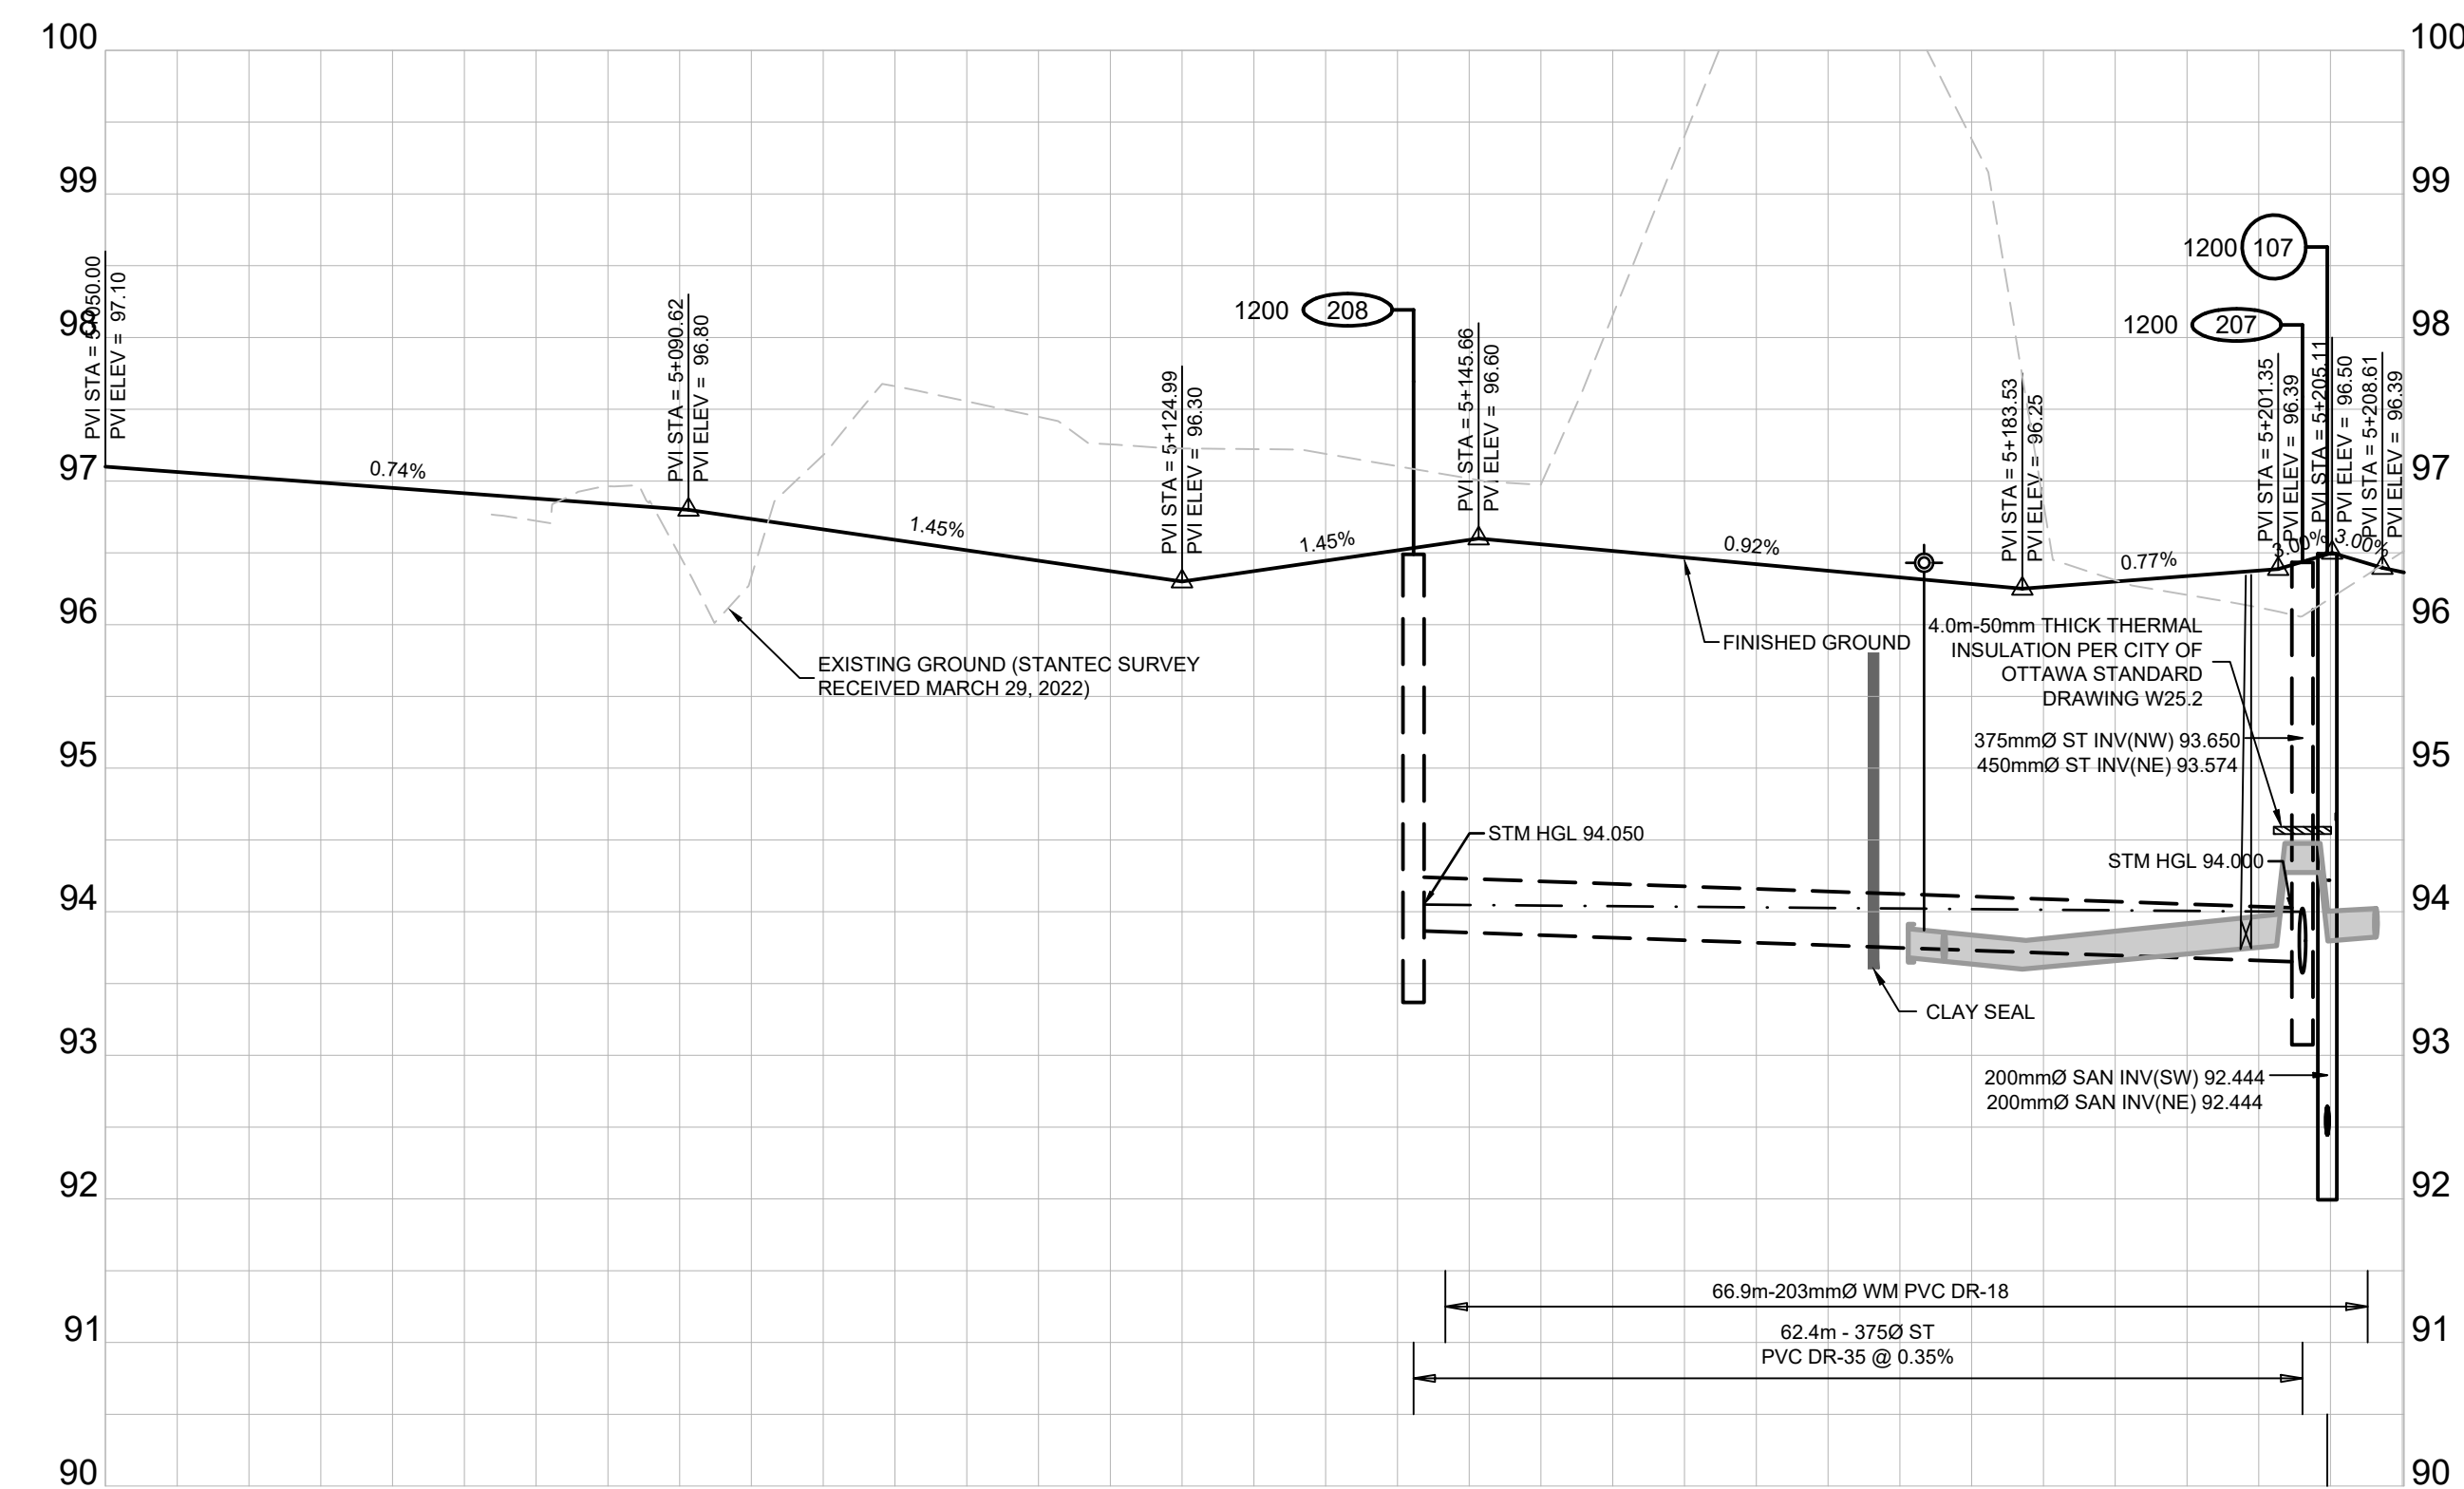 100
100
99
99
98
98
97
97
96
96
95
95
94
94
93
93
92
92
91
91
90
90
PVI STA = 5+050.00
PVI ELEV = 97.10
0.74%
PVI STA = 5+090.62
PVI ELEV = 96.80
1.45%
PVI STA = 5+124.99
PVI ELEV = 96.30
1.45%
1200
208
PVI STA = 5+145.66
PVI ELEV = 96.60
0.92%
PVI STA = 5+183.53
PVI ELEV = 96.25
0.77%
1200
107
1200
207
PVI STA = 5+201.35
PVI ELEV = 96.39
3.00%
PVI STA = 5+205.11
PVI ELEV = 96.50
3.00%
PVI STA = 5+208.61
PVI ELEV = 96.39
EXISTING GROUND (STANTEC SURVEY
RECEIVED MARCH 29, 2022)
FINISHED GROUND
4.0m-50mm THICK THERMAL
INSULATION PER CITY OF
OTTAWA STANDARD
DRAWING W25.2
375mmØ ST INV(NW) 93.650
450mmØ ST INV(NE) 93.574
STM HGL 94.050
STM HGL 94.000
CLAY SEAL
200mmØ SAN INV(SW) 92.444
200mmØ SAN INV(NE) 92.444
66.9m-203mmØ WM PVC DR-18
62.4m - 375Ø ST
PVC DR-35 @ 0.35%